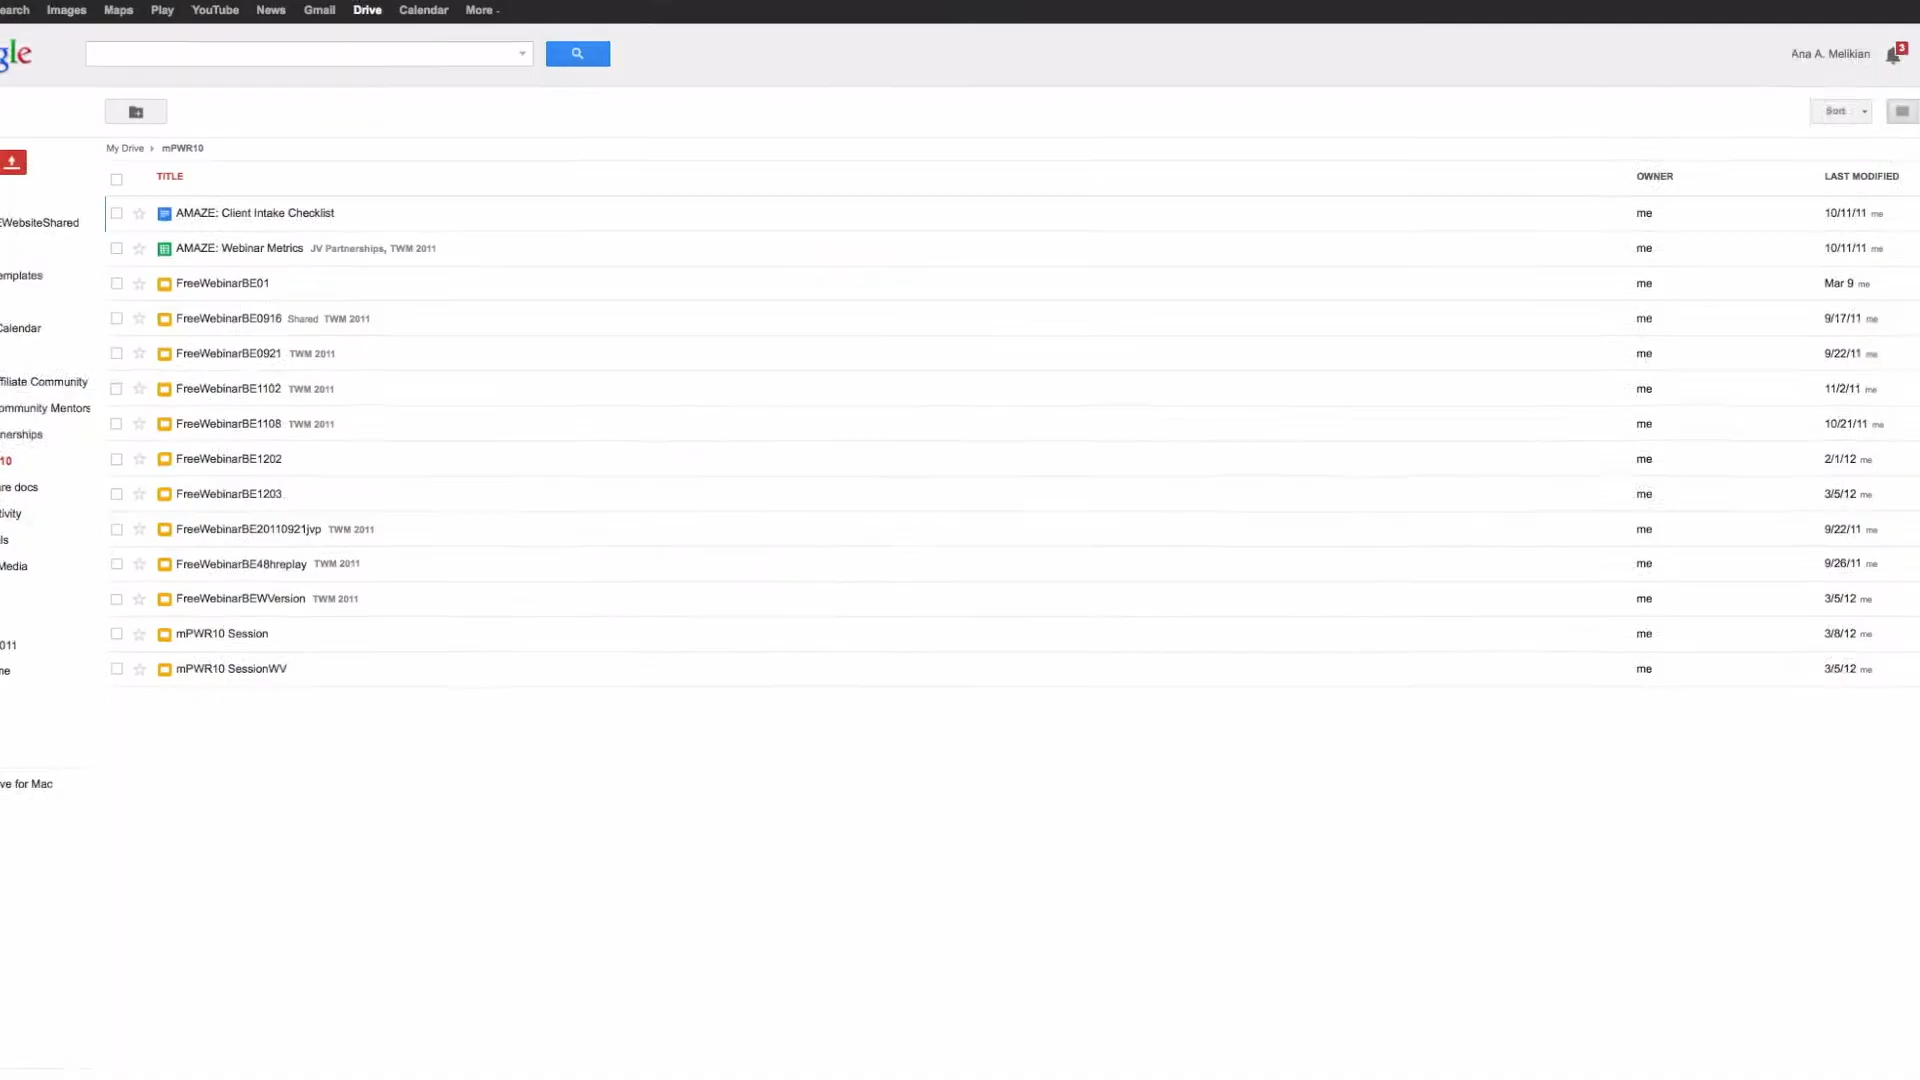 earch Images Maps Play YouTube News Gmail Drive Calendar More
gle
Ana A. Melikian 3
Sort
My Drive › mPWR10
TITLE OWNER LAST MODIFIED
AMAZE: Client Intake Checklist me 10/11/11 me
EWebsiteShared
AMAZE: Webinar Metrics JV Partnerships, TWM 2011 me 10/11/11 me
emplates
FreeWebinarBE01 me Mar 9 me
FreeWebinarBE0916 Shared TWM 2011 me 9/17/11 me
Calendar
FreeWebinarBE0921 TWM 2011 me 9/22/11 me
ffiliate Community
FreeWebinarBE1102 TWM 2011 me 11/2/11 me
ommunity Mentors
FreeWebinarBE1108 TWM 2011 me 10/21/11 me
nerships
FreeWebinarBE1202 me 2/1/12 me
10
re docs
FreeWebinarBE1203 me 3/5/12 me
tivity
FreeWebinarBE20110921jvp TWM 2011 me 9/22/11 me
ls
FreeWebinarBE48hreplay TWM 2011 me 9/26/11 me
Media
FreeWebinarBEWVersion TWM 2011 me 3/5/12 me
mPWR10 Session me 3/8/12 me
011
mPWR10 SessionWV me 3/5/12 me
me
ve for Mac